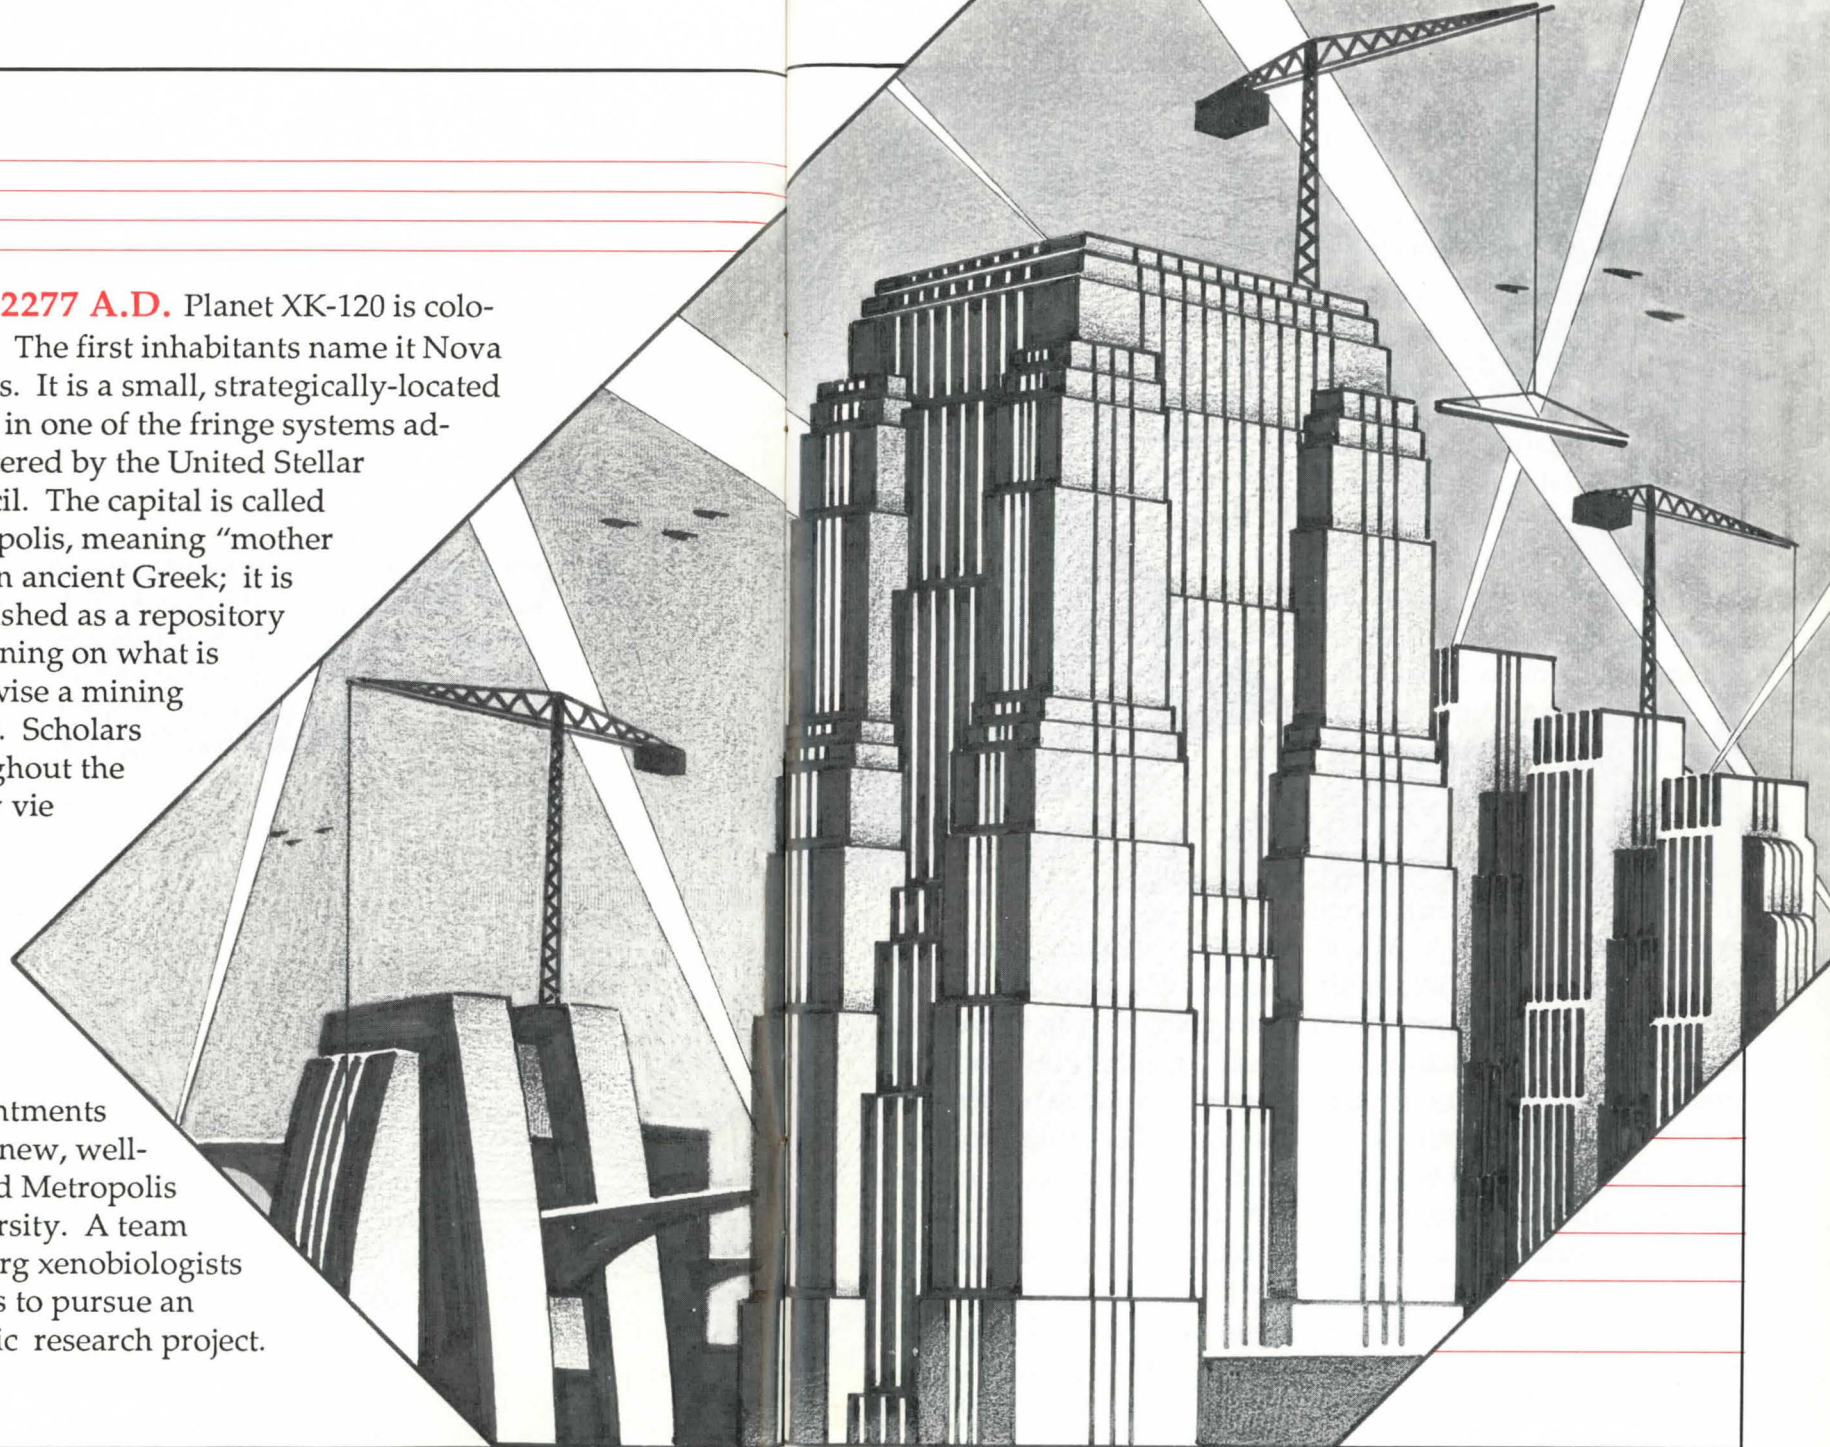 2277 A.D. Planet XK-120 is colo-
The first inhabitants name it Nova
s. It is a small, strategically-located
in one of the fringe systems ad-
ered by the United Stellar
cil. The capital is called
polis, meaning "mother
n ancient Greek; it is
shed as a repository
ning on what is
wise a mining
. Scholars
ghout the
vie
ntments
new, well-
d Metropolis
rsity. A team
rg xenobiologists
s to pursue an
ic research project.